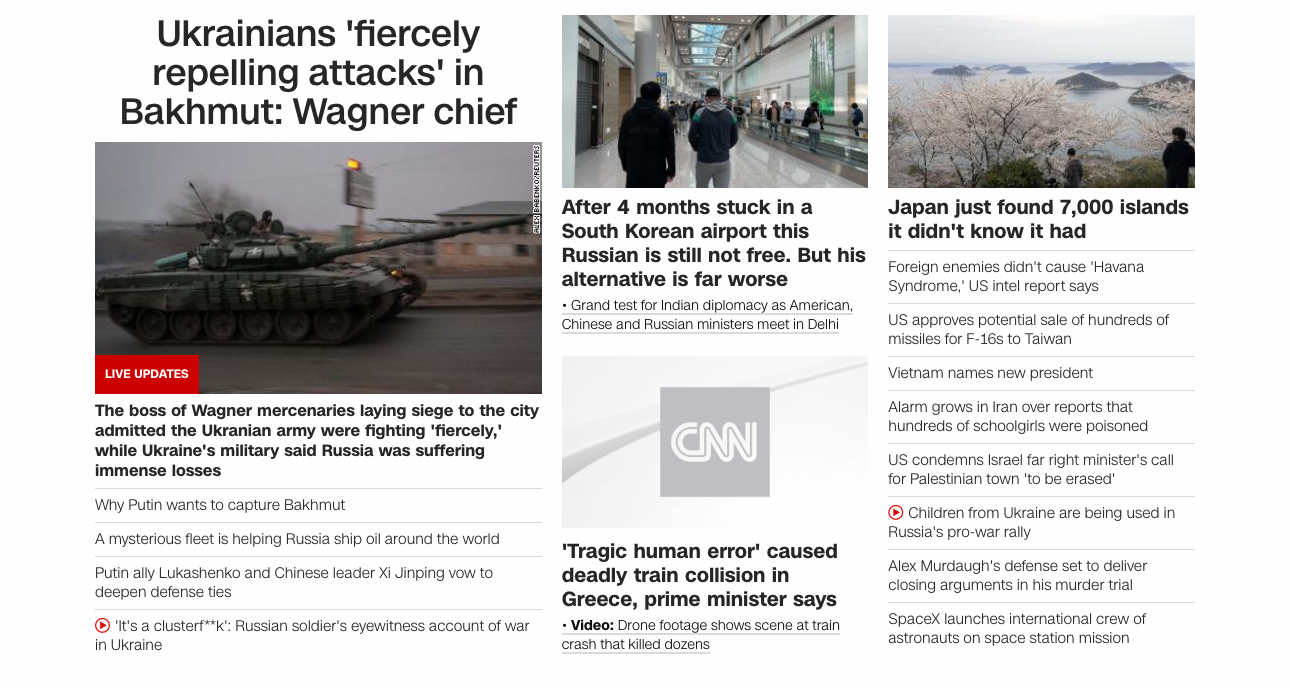 Ukrainians 'fiercely
repelling attacks' in
Bakhmut: Wagner chief
ALEX BABENKO/REUTERS
LIVE UPDATES
The boss of Wagner mercenaries laying siege to the city
admitted the Ukranian army were fighting 'fiercely,'
while Ukraine's military said Russia was suffering
immense losses
Why Putin wants to capture Bakhmut
A mysterious fleet is helping Russia ship oil around the world
Putin ally Lukashenko and Chinese leader Xi Jinping vow to
deepen defense ties
'It's a clusterf**k': Russian soldier's eyewitness account of war
in Ukraine
After 4 months stuck in a
South Korean airport this
Russian is still not free. But his
alternative is far worse
• Grand test for Indian diplomacy as American,
Chinese and Russian ministers meet in Delhi
CNN
'Tragic human error' caused
deadly train collision in
Greece, prime minister says
• Video: Drone footage shows scene at train
crash that killed dozens
Japan just found 7,000 islands
it didn't know it had
Foreign enemies didn't cause 'Havana
Syndrome,' US intel report says
US approves potential sale of hundreds of
missiles for F-16s to Taiwan
Vietnam names new president
Alarm grows in Iran over reports that
hundreds of schoolgirls were poisoned
US condemns Israel far right minister's call
for Palestinian town 'to be erased'
Children from Ukraine are being used in
Russia's pro-war rally
Alex Murdaugh's defense set to deliver
closing arguments in his murder trial
SpaceX launches international crew of
astronauts on space station mission